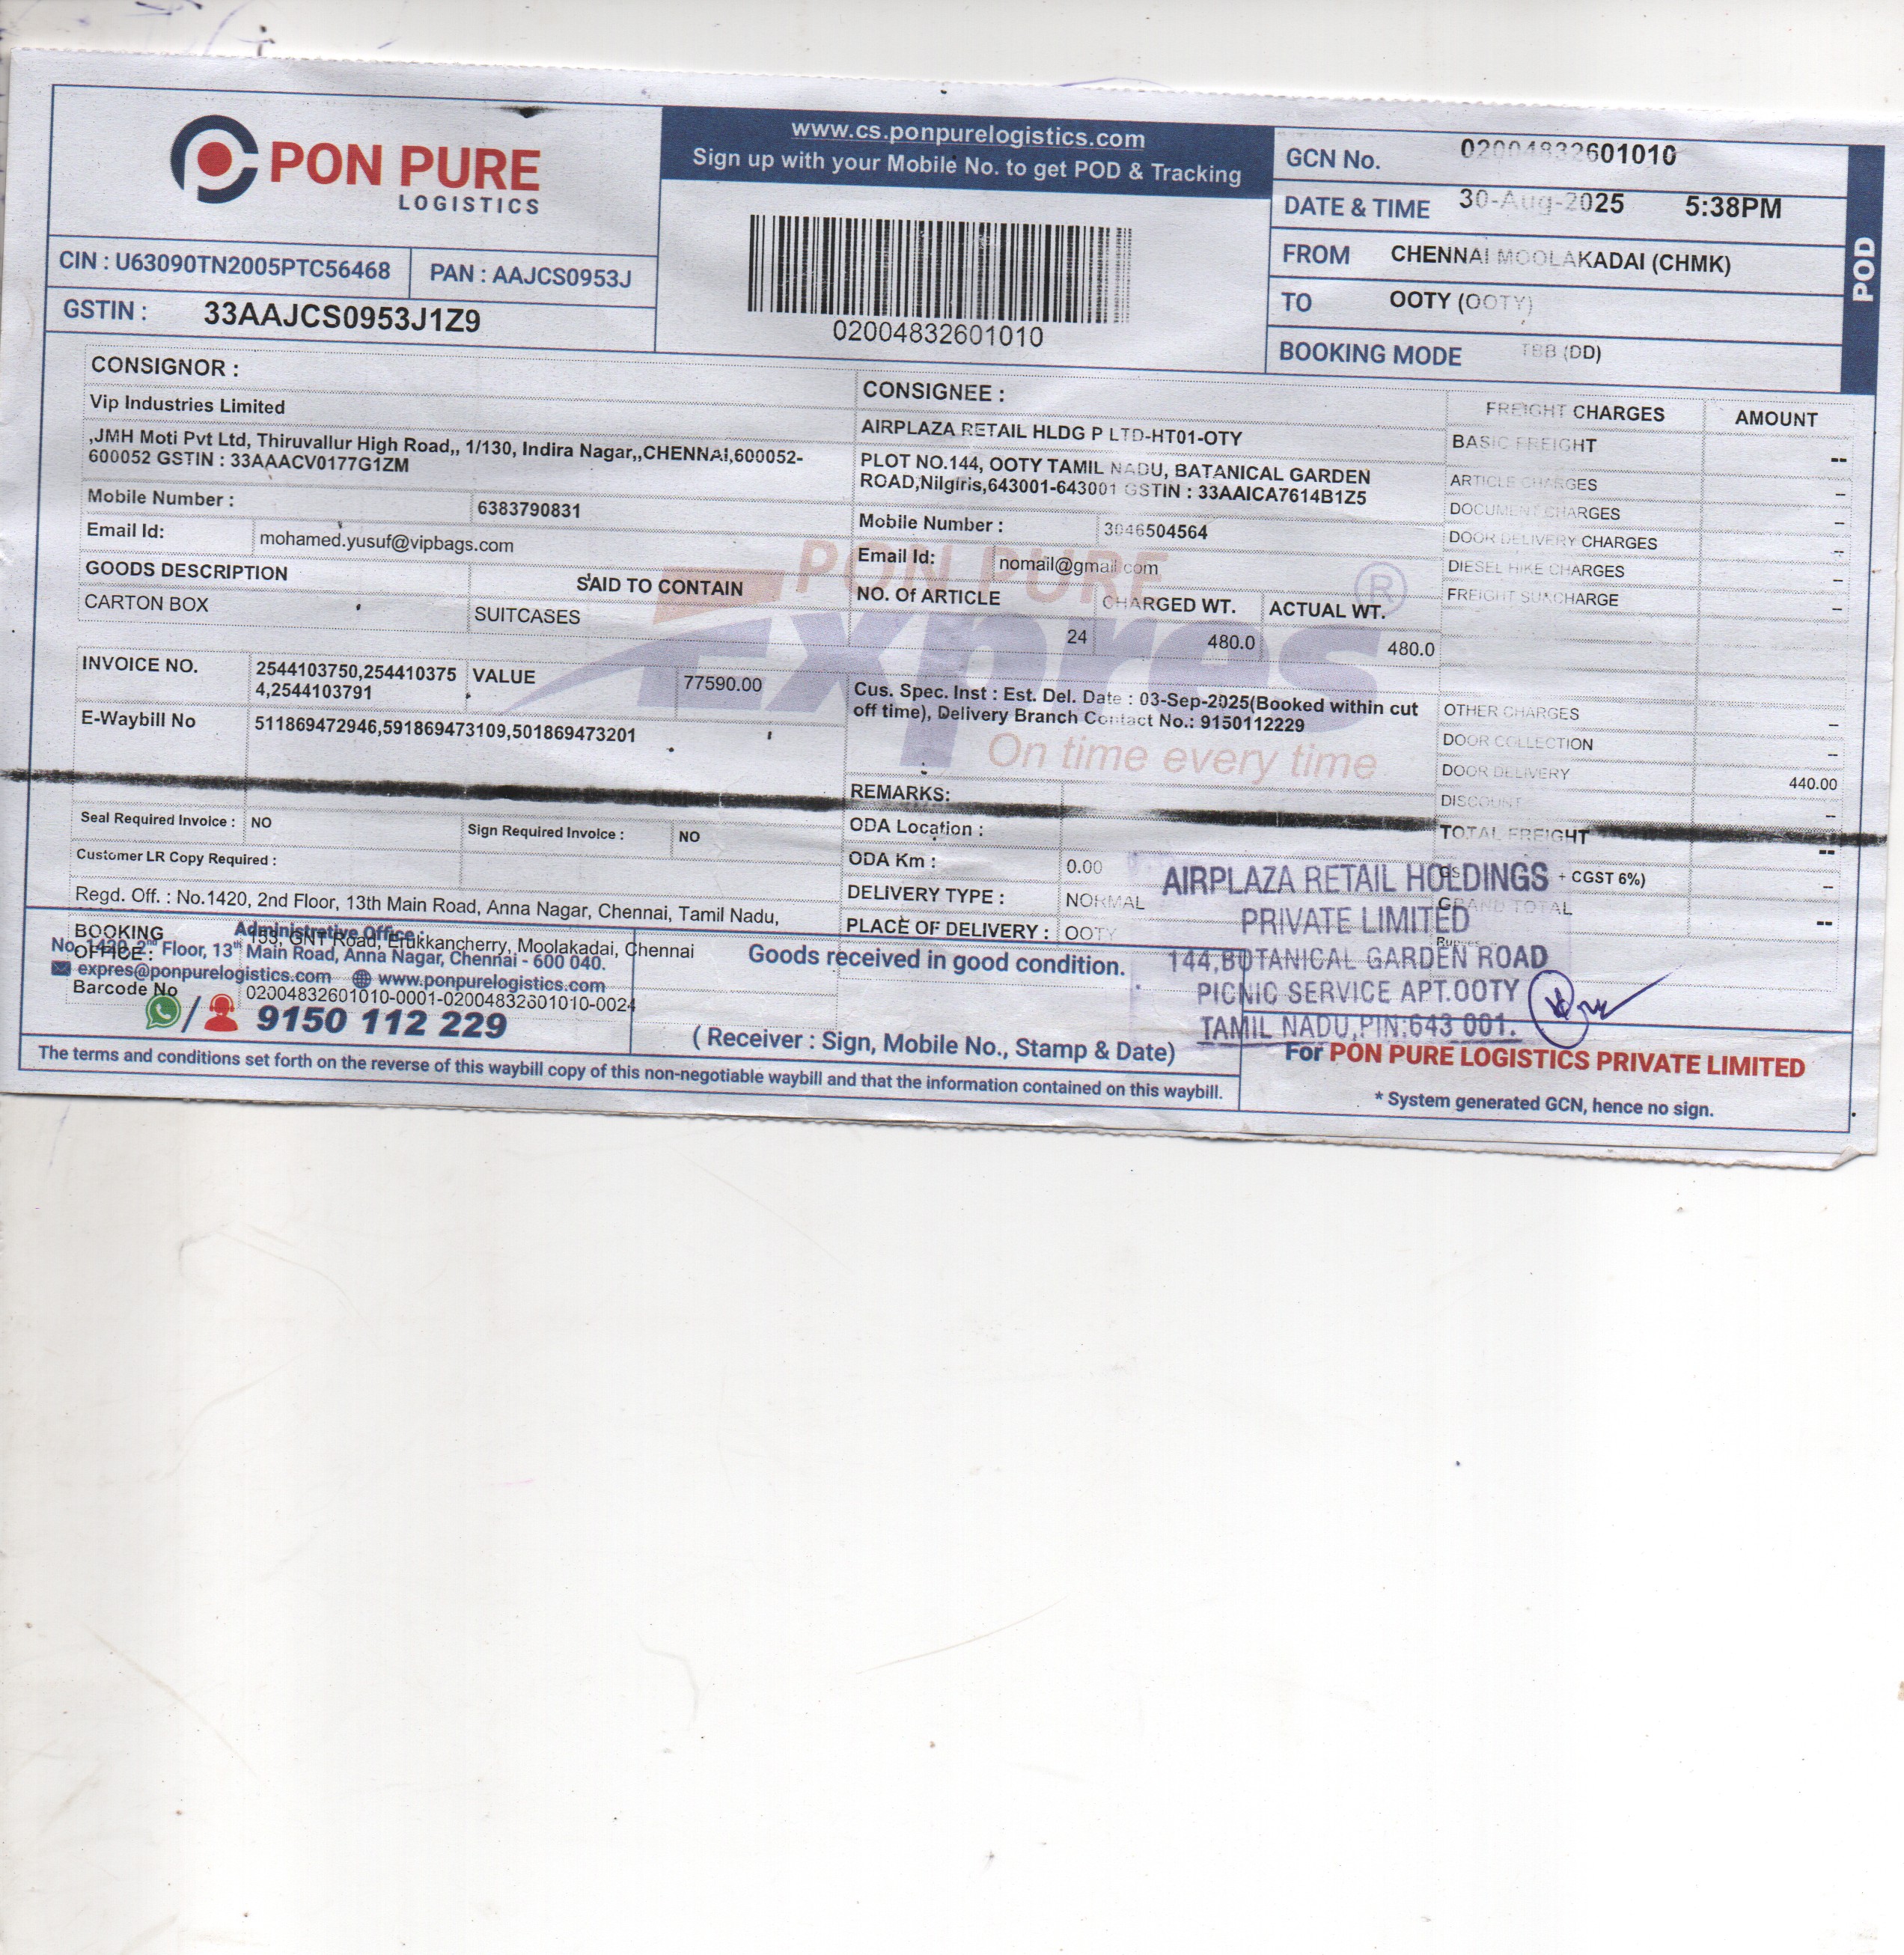 PON PURE
LOGISTICS
www.cs.ponpurelogistics.com
Sign up with your Mobile No. to get POD & Tracking
GCN No. 02004832601010
DATE & TIME 30-Aug-2025 5:38PM
FROM CHENNAI MOOLAKADAI (CHMK)
TO OOTY (OOTY)
BOOKING MODE TBB (DD)
POD
CIN : U63090TN2005PTC56468 PAN : AAJCS0953J
GSTIN : 33AAJCS0953J1Z9
02004832601010
CONSIGNOR :
Vip Industries Limited
,JMH Moti Pvt Ltd, Thiruvallur High Road,, 1/130, Indira Nagar,,CHENNAI,600052-
600052 GSTIN : 33AAACV0177G1ZM
Mobile Number : 6383790831
Email Id: mohamed.yusuf@vipbags.com
GOODS DESCRIPTION SAID TO CONTAIN
CARTON BOX SUITCASES
INVOICE NO. 2544103750,254410375
4,2544103791
VALUE 77590.00
E-Waybill No 511869472946,591869473109,501869473201
Seal Required Invoice : NO Sign Required Invoice : NO
Customer LR Copy Required :
Regd. Off. : No.1420, 2nd Floor, 13th Main Road, Anna Nagar, Chennai, Tamil Nadu,
CONSIGNEE :
AIRPLAZA RETAIL HLDG P LTD-HT01-OTY
PLOT NO.144, OOTY TAMIL NADU, BATANICAL GARDEN
ROAD,Nilgiris,643001-643001 GSTIN : 33AAICA7614B1Z5
Mobile Number : 3046504564
Email Id: nomail@gmail.com
NO. Of ARTICLE CHARGED WT. ACTUAL WT.
24 480.0 480.0
PON PURE
Expres ®
On time every time
Cus. Spec. Inst : Est. Del. Date : 03-Sep-2025(Booked within cut
off time), Delivery Branch Contact No.: 9150112229
REMARKS:
ODA Location :
ODA Km : 0.00
DELIVERY TYPE : NORMAL
PLACE OF DELIVERY : OOTY
FREIGHT CHARGES AMOUNT
BASIC FREIGHT --
ARTICLE CHARGES --
DOCUMENT CHARGES --
DOOR DELIVERY CHARGES --
DIESEL HIKE CHARGES --
FREIGHT SURCHARGE --
OTHER CHARGES --
DOOR COLLECTION --
DOOR DELIVERY 440.00
DISCOUNT --
TOTAL FREIGHT --
+ CGST 6%) --
GRAND TOTAL --
BOOKING
OFFICE : 153, GNT Road, Erukkancherry, Moolakadai, Chennai
Administrative Office :
No. 1420, 2nd Floor, 13th Main Road, Anna Nagar, Chennai - 600 040.
expres@ponpurelogistics.com www.ponpurelogistics.com
Barcode No 02004832601010-0001-02004832601010-0024
/ 9150 112 229
Goods received in good condition.
( Receiver : Sign, Mobile No., Stamp & Date)
AIRPLAZA RETAIL HOLDINGS
PRIVATE LIMITED
144,BOTANICAL GARDEN ROAD
PICNIC SERVICE APT.OOTY
TAMIL NADU,PIN:643 001.
For PON PURE LOGISTICS PRIVATE LIMITED
* System generated GCN, hence no sign.
The terms and conditions set forth on the reverse of this waybill copy of this non-negotiable waybill and that the information contained on this waybill.